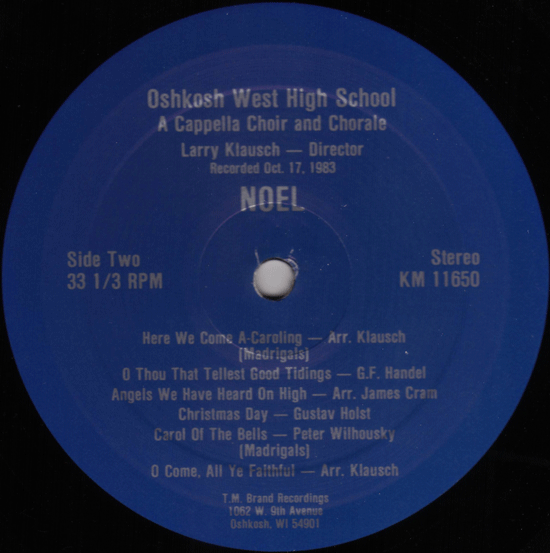 Oshkosh West High School
A Cappella Choir and Chorale
Larry Klausch — Director
Recorded Oct. 17, 1983
NOEL
Side Two
33 1/3 RPM
Stereo
KM 11650
Here We Come A-Caroling — Arr. Klausch
(Madrigals)
O Thou That Tellest Good Tidings — G.F. Handel
Angels We Have Heard On High — Arr. James Cram
Christmas Day — Gustav Holst
Carol Of The Bells — Peter Wilhousky
(Madrigals)
O Come, All Ye Faithful — Arr. Klausch
T.M. Brand Recordings
1062 W. 9th Avenue
Oshkosh, WI 54901